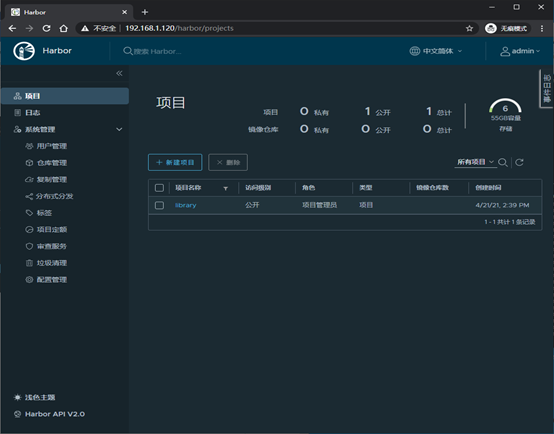 Harbor
不安全 | 192.168.1.120/harbor/projects
无痕模式
Harbor
搜索 Harbor...
中文简体
admin
项目
日志
系统管理
用户管理
仓库管理
复制管理
分布式分发
标签
项目定额
审查服务
垃圾清理
配置管理
浅色主题
Harbor API V2.0
项目
项目 0 私有 1 公开 1 总计
镜像仓库 0 私有 0 公开 0 总计
6
55GB容量
存储
事件日志
+ 新建项目
× 删除
所有项目
项目名称 访问级别 角色 类型 镜像仓库数 创建时间
library 公开 项目管理员 项目 4/21/21, 2:39 PM
1 - 1 共计 1 条记录